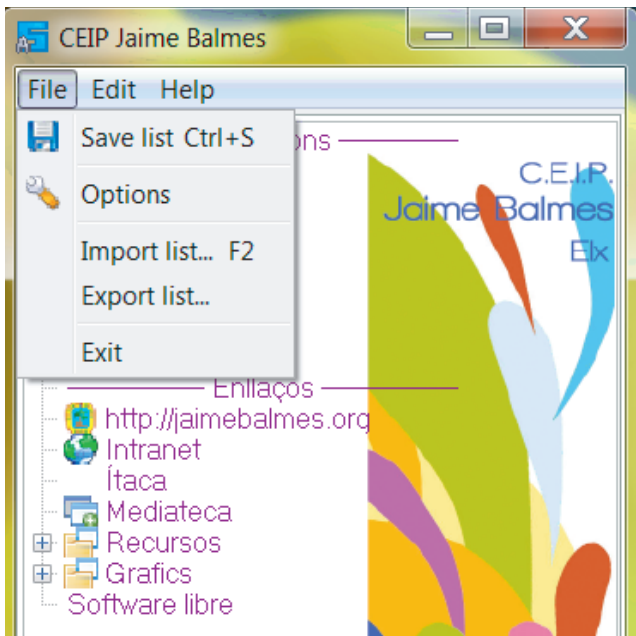 CEIP Jaime Balmes
File Edit Help
Save list Ctrl+S
Options
Import list... F2
Export list...
Exit
C.E.I.P.
Jaime Balmes
Elx
Enllaços
http://jaimebalmes.org
Intranet
Ítaca
Mediateca
Recursos
Grafics
Software libre